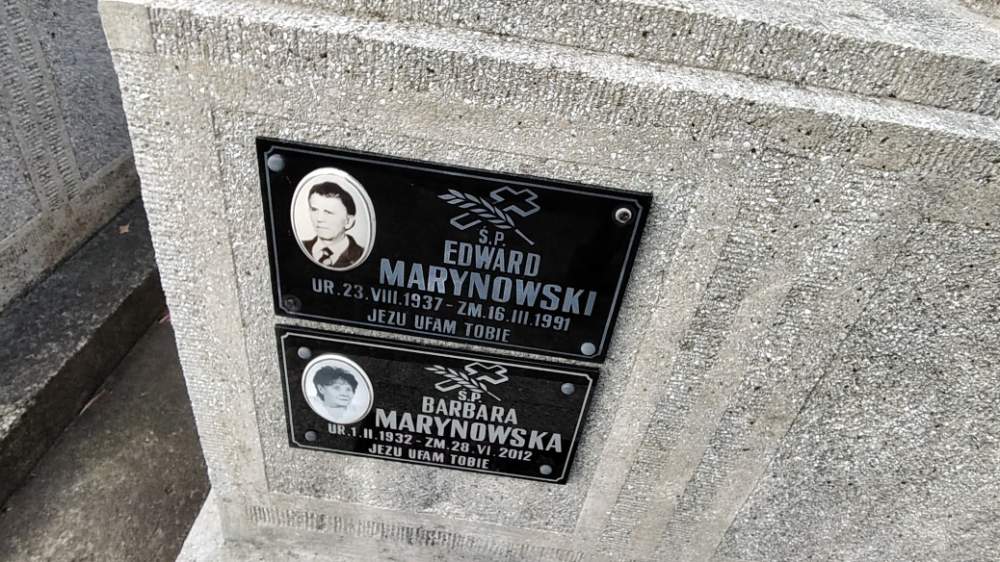 Ś.P.
EDWARD
MARYNOWSKI
UR. 23.VIII.1937 - ZM.16.III.1991
JEZU UFAM TOBIE
Ś.P.
BARBARA
MARYNOWSKA
UR.1.II.1932 - ZM.28.VI.2012
JEZU UFAM TOBIE